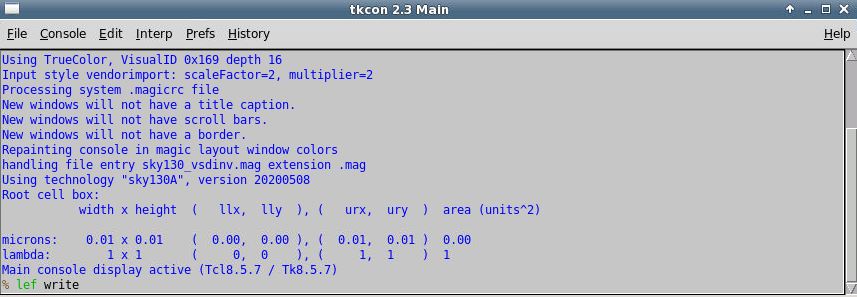 tkcon 2.3 Main
File Console Edit Interp Prefs History Help
Using TrueColor, VisualID 0x169 depth 16
Input style vendorimport: scaleFactor=2, multiplier=2
Processing system .magicrc file
New windows will not have a title caption.
New windows will not have scroll bars.
New windows will not have a border.
Repainting console in magic layout window colors
handling file entry sky130_vsdinv.mag extension .mag
Using technology "sky130A", version 20200508
Root cell box:
           width x height  (   llx,  lly  ), (   urx,  ury  )  area (units^2)
microns:    0.01 x 0.01    (  0.00,  0.00 ), (  0.01,  0.01 )  0.00
lambda:        1 x 1       (     0,  0    ), (     1,  1    )  1
Main console display active (Tcl8.5.7 / Tk8.5.7)
% lef write